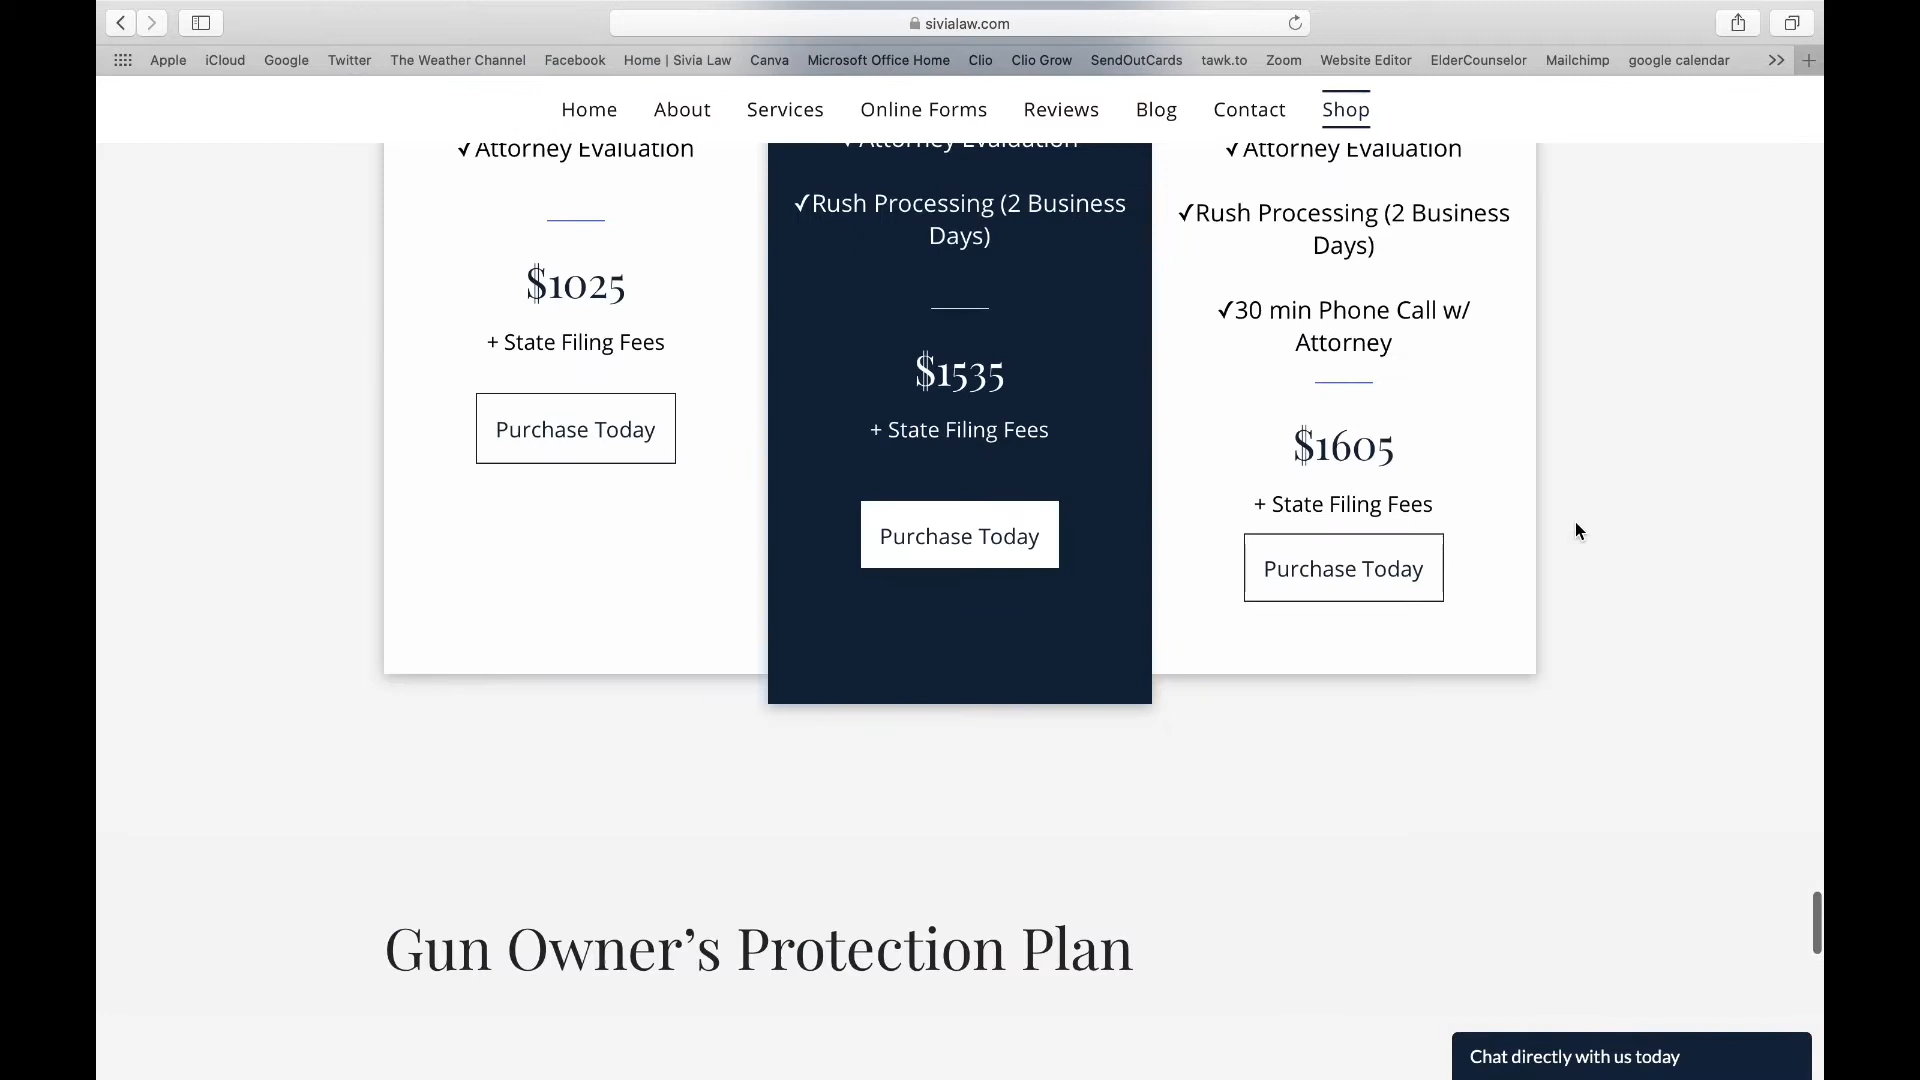 sivialaw.com
Apple iCloud Google Twitter The Weather Channel Facebook Home | Sivia Law Canva Microsoft Office Home Clio Clio Grow SendOutCards tawk.to Zoom Website Editor ElderCounselor Mailchimp google calendar
Home About Services Online Forms Reviews Blog Contact Shop
✓Attorney Evaluation
$1025
+ State Filing Fees
Purchase Today
✓Attorney Evaluation
✓Rush Processing (2 Business
Days)
$1535
+ State Filing Fees
Purchase Today
✓Attorney Evaluation
✓Rush Processing (2 Business
Days)
✓30 min Phone Call w/
Attorney
$1605
+ State Filing Fees
Purchase Today
Gun Owner’s Protection Plan
Chat directly with us today